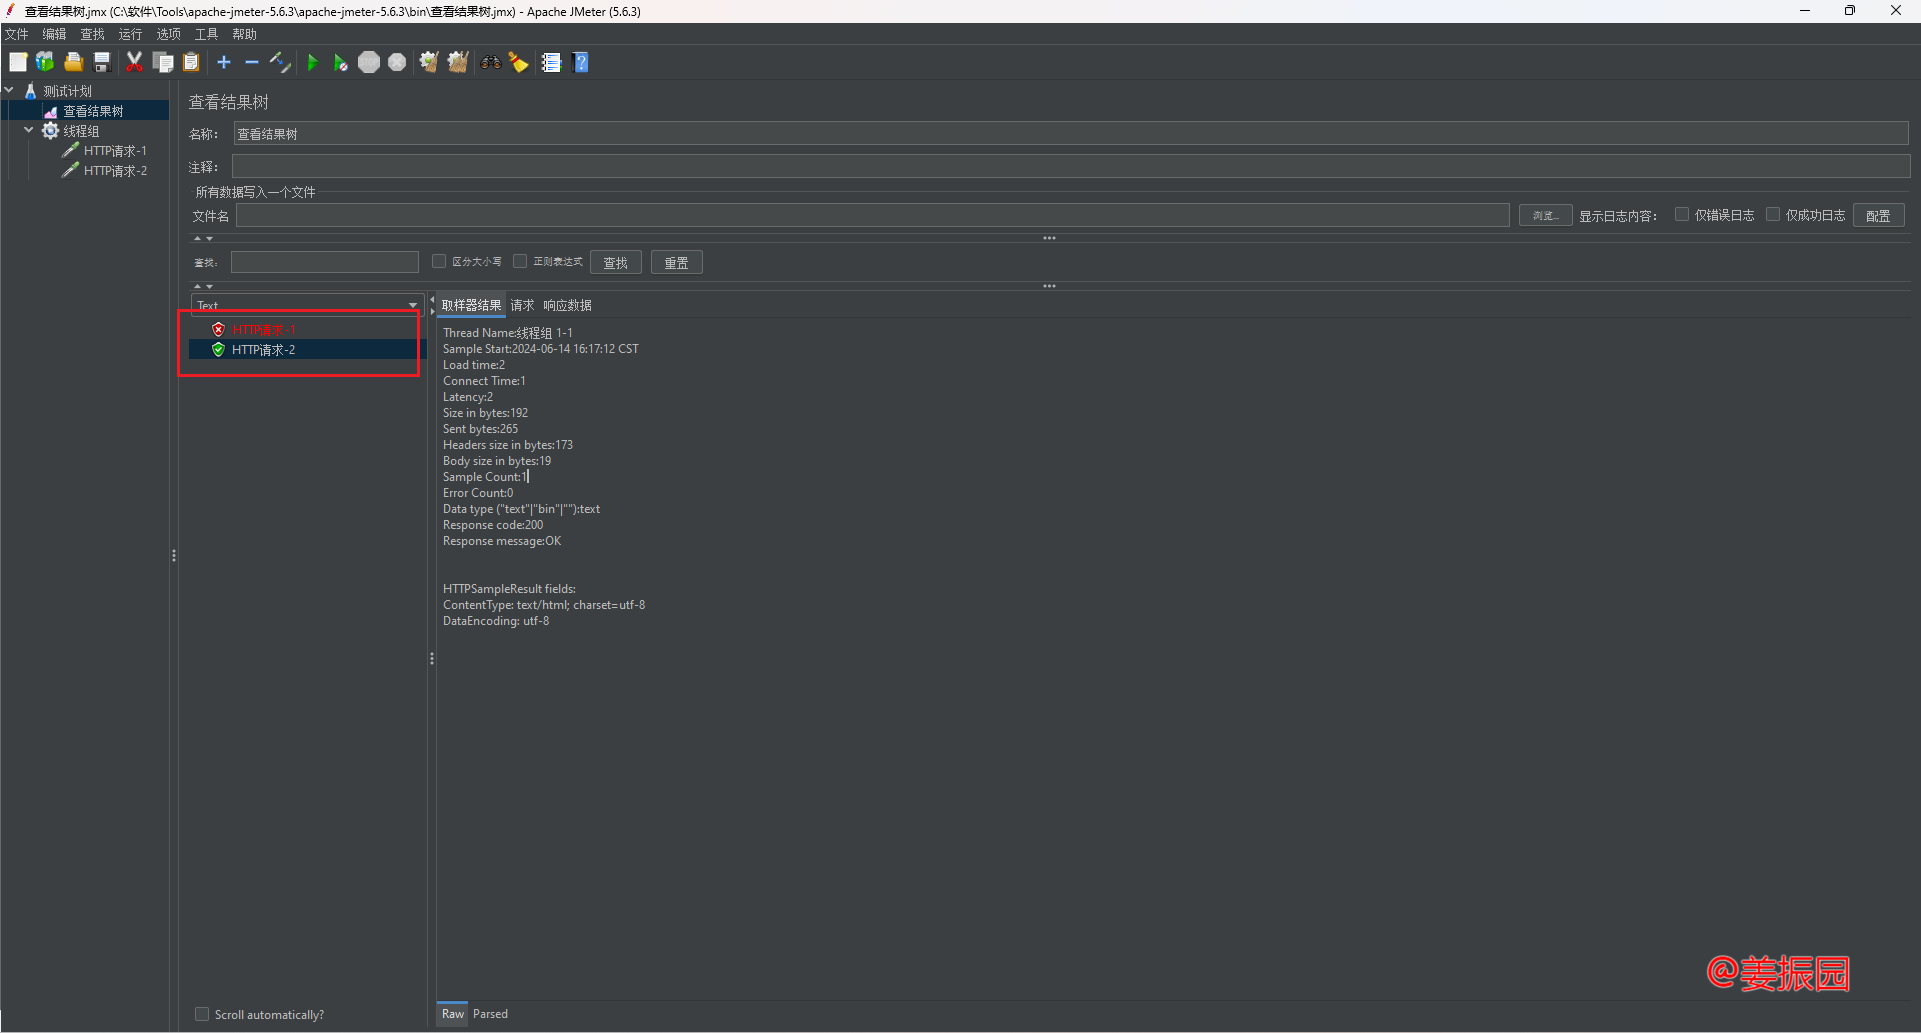 查看结果树.jmx (C:\软件\Tools\apache-jmeter-5.6.3\apache-jmeter-5.6.3\bin\查看结果树.jmx) - Apache JMeter (5.6.3)
文件 编辑 查找 运行 选项 工具 帮助
测试计划
查看结果树
线程组
HTTP请求-1
HTTP请求-2
查看结果树
名称： 查看结果树
注释：
所有数据写入一个文件
文件名 浏览... 显示日志内容： 仅错误日志 仅成功日志 配置
查找： 区分大小写 正则表达式 查找 重置
Text
HTTP请求-1
HTTP请求-2
取样器结果 请求 响应数据
Thread Name:线程组 1-1
Sample Start:2024-06-14 16:17:12 CST
Load time:2
Connect Time:1
Latency:2
Size in bytes:192
Sent bytes:265
Headers size in bytes:173
Body size in bytes:19
Sample Count:1
Error Count:0
Data type ("text"|"bin"|""):text
Response code:200
Response message:OK
HTTPSampleResult fields:
ContentType: text/html; charset=utf-8
DataEncoding: utf-8
@姜振园
Scroll automatically?
Raw Parsed